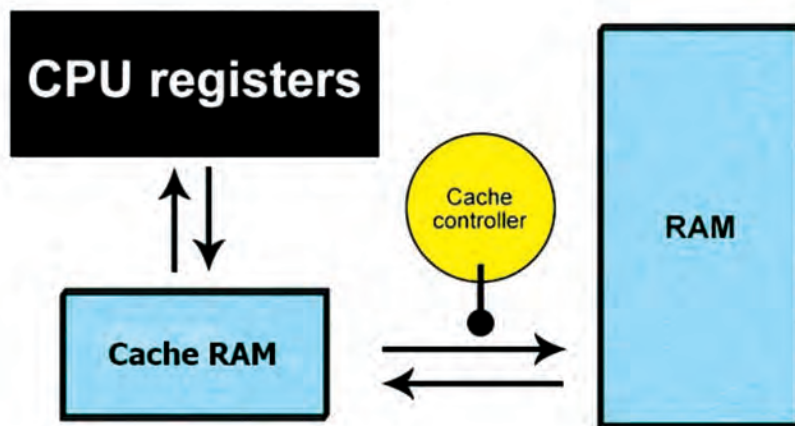 CPU registers
Cache
controller
RAM
Cache RAM